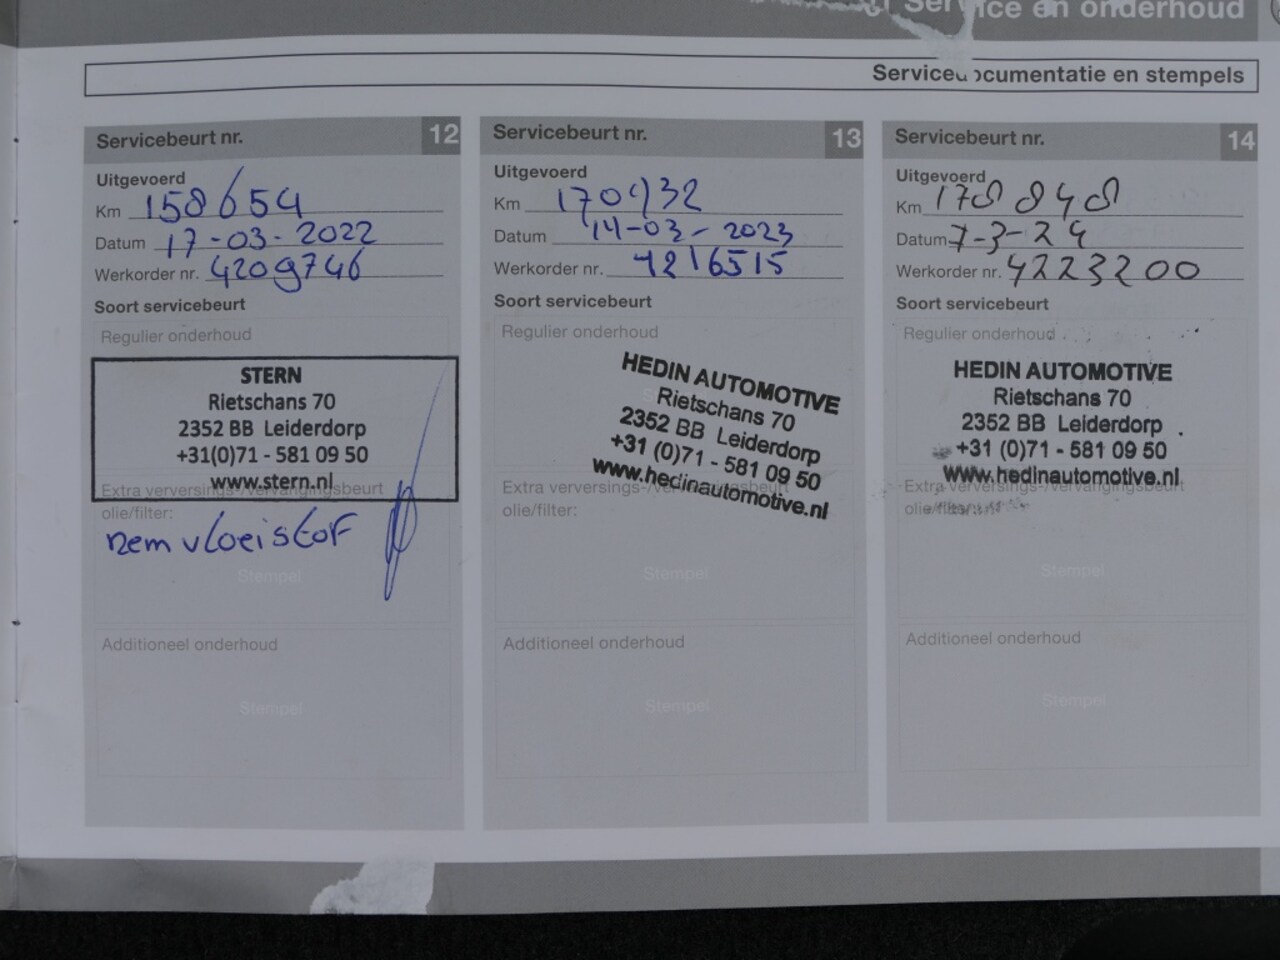 Service en onderhoud
Servicedocumentatie en stempels
Servicebeurt nr. 12
Uitgevoerd
Km 158654
Datum 17-03-2022
Werkorder nr. 4209746
Soort servicebeurt
Regulier onderhoud
STERN
Rietschans 70
2352 BB Leiderdorp
+31(0)71 - 581 09 50
www.stern.nl
Extra verversings-/vervangingsbeurt
olie/filter:
Remvloeistof
Stempel
Additioneel onderhoud
Stempel
Servicebeurt nr. 13
Uitgevoerd
Km 170932
Datum 14-03-2023
Werkorder nr. 4216515
Soort servicebeurt
Regulier onderhoud
HEDIN AUTOMOTIVE
Rietschans 70
2352 BB Leiderdorp
+31 (0)71 - 581 09 50
www.hedinautomotive.nl
Extra verversings-/vervangingsbeurt
olie/filter:
Stempel
Additioneel onderhoud
Stempel
Servicebeurt nr. 14
Uitgevoerd
Km 178848
Datum 7-3-24
Werkorder nr. 4223200
Soort servicebeurt
Regulier onderhoud
HEDIN AUTOMOTIVE
Rietschans 70
2352 BB Leiderdorp
+31 (0)71 - 581 09 50
www.hedinautomotive.nl
Extra verversings-/vervangingsbeurt
olie/filter:
Stempel
Additioneel onderhoud
Stempel